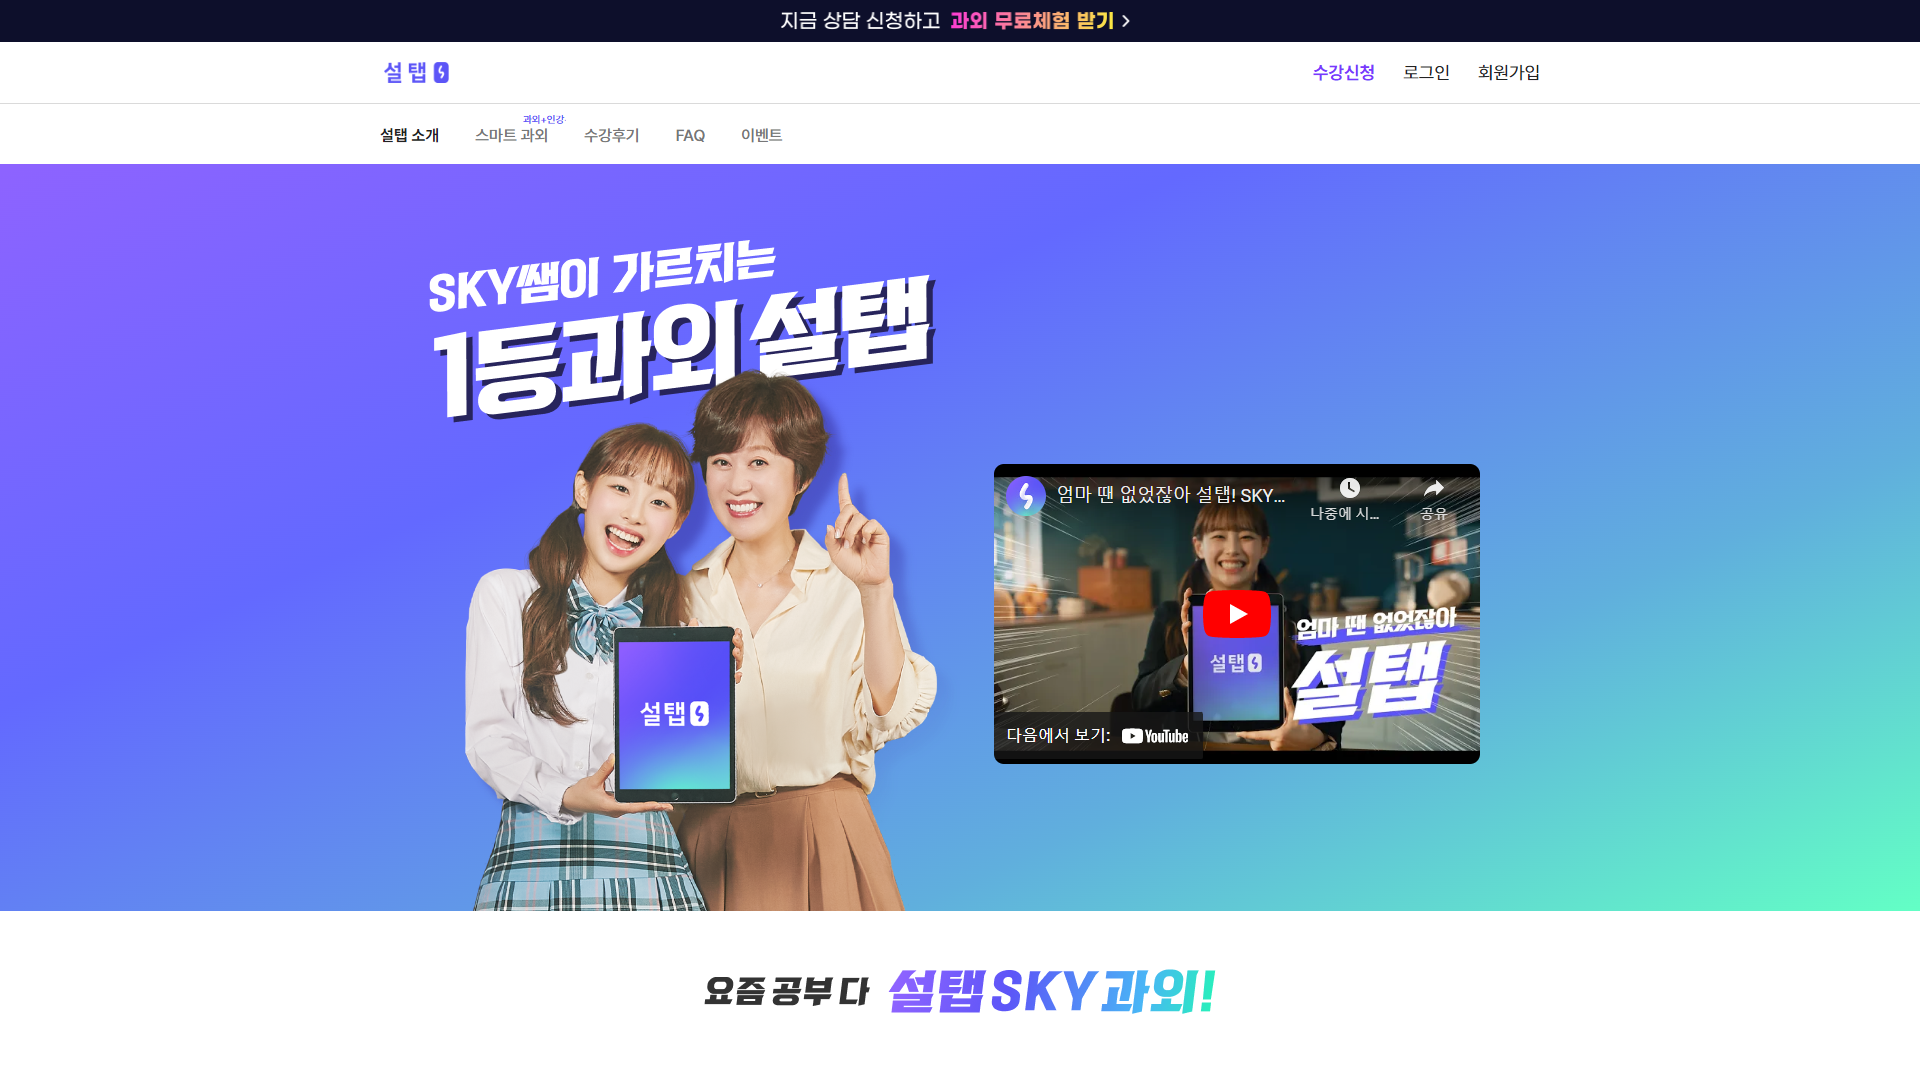 지금 상담 신청하고 과외 무료체험 받기
설탭
수강신청 로그인 회원가입
과외+인강
설탭 소개 스마트 과외 수강후기 FAQ 이벤트
SKY쌤이 가르치는
1등과외 설탭
설탭
엄마 땐 없었잖아 설탭! SKY...
나중에 시...
공유
엄마 땐 없었잖아
설탭
설탭
다음에서 보기: YouTube
요즘 공부 다 설탭 SKY 과외!